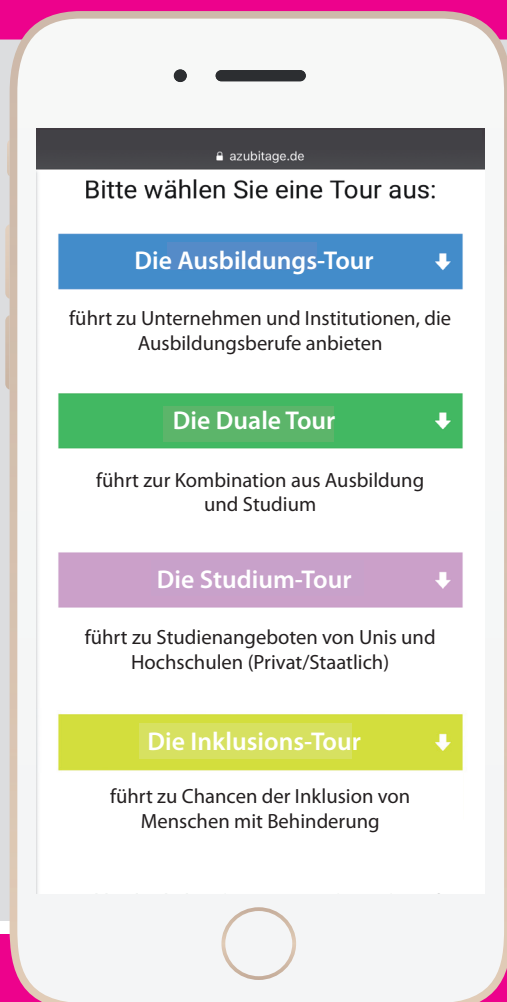 azubitage.de
Bitte wählen Sie eine Tour aus:
Die Ausbildungs-Tour
führt zu Unternehmen und Institutionen, die
Ausbildungsberufe anbieten
Die Duale Tour
führt zur Kombination aus Ausbildung
und Studium
Die Studium-Tour
führt zu Studienangeboten von Unis und
Hochschulen (Privat/Staatlich)
Die Inklusions-Tour
führt zu Chancen der Inklusion von
Menschen mit Behinderung